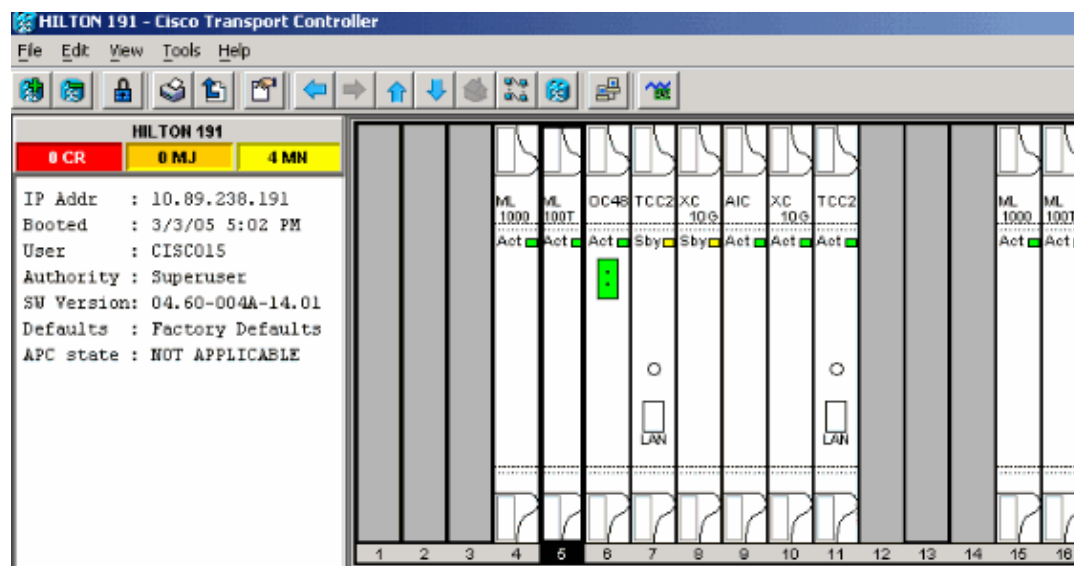 HILTON 191 - Cisco Transport Controller
File Edit View Tools Help
HILTON 191
0 CR 0 MJ 4 MN
IP Addr : 10.89.238.191
Booted : 3/3/05 5:02 PM
User : CISCO15
Authority : Superuser
SW Version: 04.60-004A-14.01
Defaults : Factory Defaults
APC state : NOT APPLICABLE
ML 1000 ML 100T OC48 TCC2 XC 10G AIC XC 10G TCC2 ML 1000 ML 100T
Act Act Act Sby Sby Act Act Act Act Act
LAN LAN
1 2 3 4 5 6 7 8 9 10 11 12 13 14 15 16